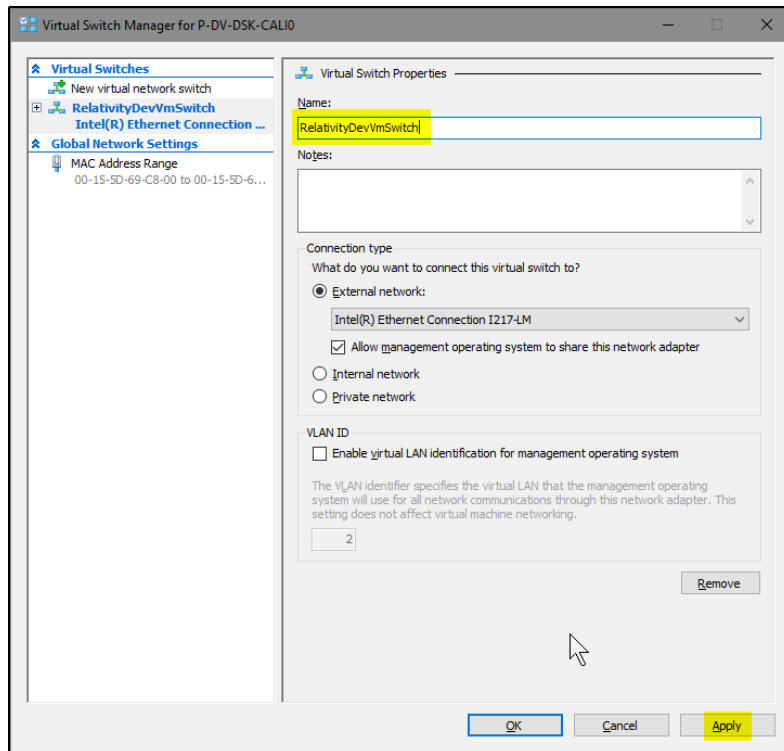 Virtual Switch Manager for P-DV-DSK-CALI0
Virtual Switches
New virtual network switch
RelativityDevVmSwitch
Intel(R) Ethernet Connection ...
Global Network Settings
MAC Address Range
00-15-5D-69-C8-00 to 00-15-5D-6...
Virtual Switch Properties
Name:
RelativityDevVmSwitch
Notes:
Connection type
What do you want to connect this virtual switch to?
External network:
Intel(R) Ethernet Connection I217-LM
Allow management operating system to share this network adapter
Internal network
Private network
VLAN ID
Enable virtual LAN identification for management operating system
The VLAN identifier specifies the virtual LAN that the management operating
system will use for all network communications through this network adapter. This
setting does not affect virtual machine networking.
2
Remove
OK Cancel Apply